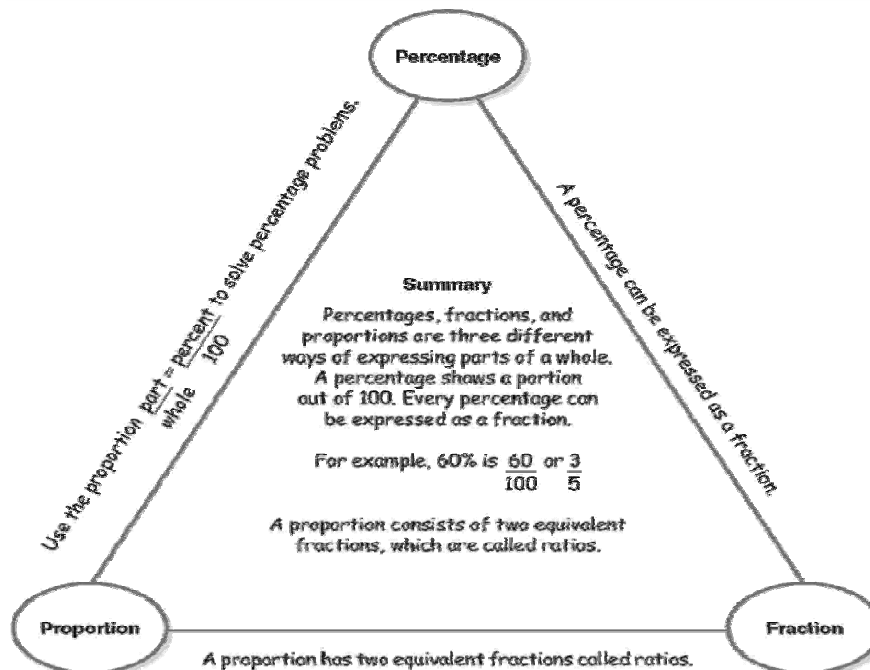 Percentage
Use the proportion part/whole = percent/100 to solve percentage problems.
A percentage can be expressed as a fraction.
Summary
Percentages, fractions, and
proportions are three different
ways of expressing parts of a whole.
A percentage shows a portion
out of 100. Every percentage can
be expressed as a fraction.
For example, 60% is 60/100 or 3/5
A proportion consists of two equivalent
fractions, which are called ratios.
Proportion
Fraction
A proportion has two equivalent fractions called ratios.